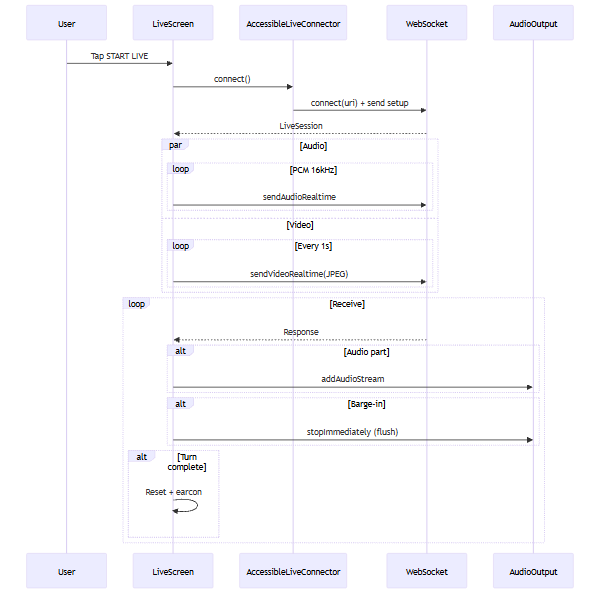 User LiveScreen AccessibleLiveConnector WebSocket AudioOutput
Tap START LIVE
connect()
connect(uri) + send setup
LiveSession
par [Audio]
loop [PCM 16kHz]
sendAudioRealtime
[Video]
loop [Every 1s]
sendVideoRealtime(JPEG)
loop [Receive]
Response
alt [Audio part]
addAudioStream
alt [Barge-in]
stopImmediately (flush)
alt [Turn
complete]
Reset + earcon
User LiveScreen AccessibleLiveConnector WebSocket AudioOutput